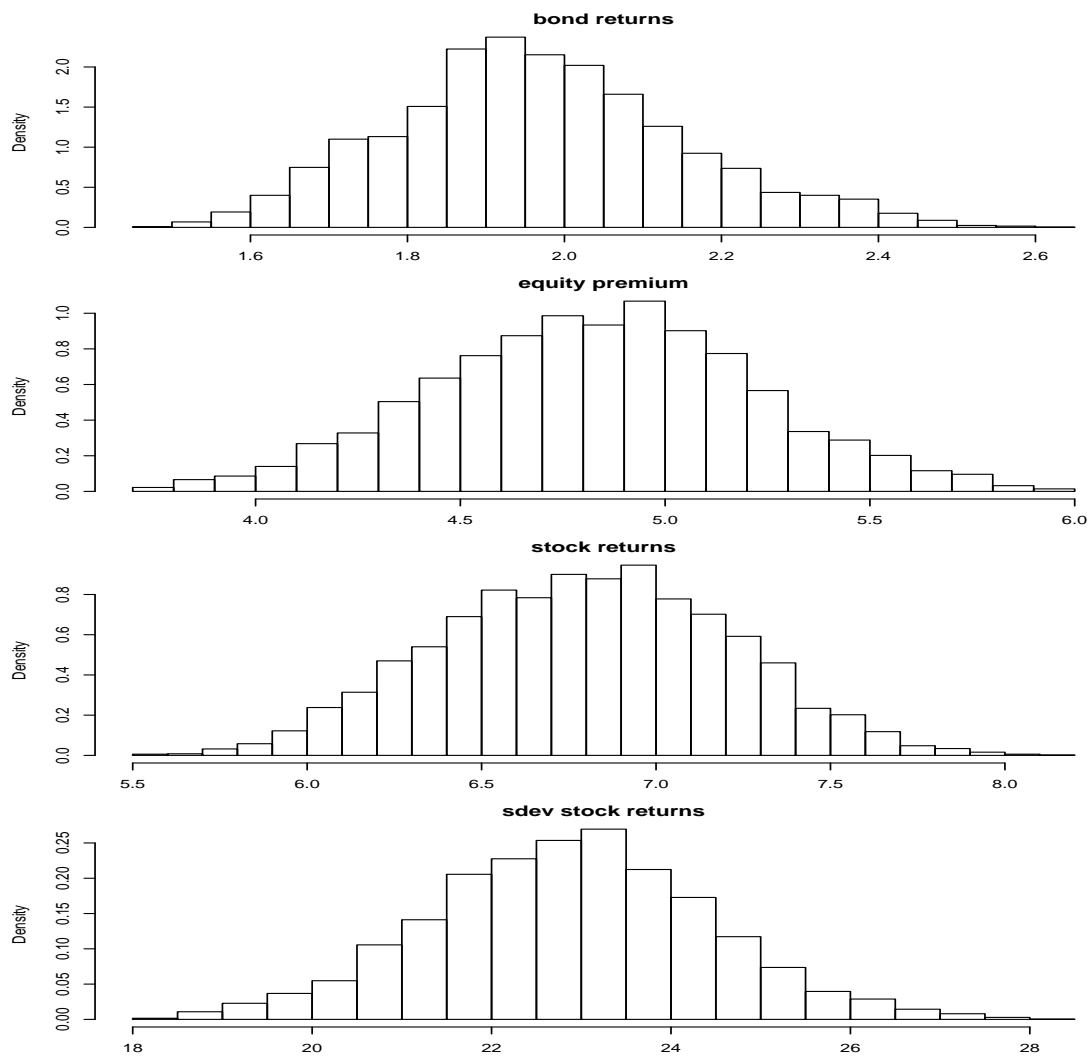 bond returns
Density
0.0 0.5 1.0 1.5 2.0
1.6 1.8 2.0 2.2 2.4 2.6
equity premium
Density
0.0 0.2 0.4 0.6 0.8 1.0
4.0 4.5 5.0 5.5 6.0
stock returns
Density
0.0 0.2 0.4 0.6 0.8
5.5 6.0 6.5 7.0 7.5 8.0
sdev stock returns
Density
0.00 0.05 0.10 0.15 0.20 0.25
18 20 22 24 26 28